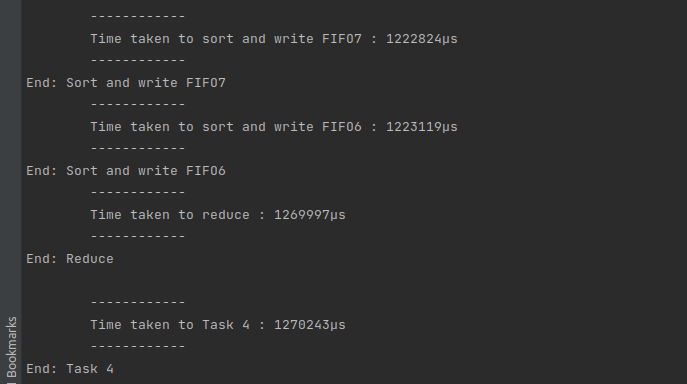 ------------
Time taken to sort and write FIFO7 : 1222824µs
------------
End: Sort and write FIFO7
------------
Time taken to sort and write FIFO6 : 1223119µs
------------
End: Sort and write FIFO6
------------
Time taken to reduce : 1269997µs
------------
End: Reduce
------------
Time taken to Task 4 : 1270243µs
------------
End: Task 4
Bookmarks